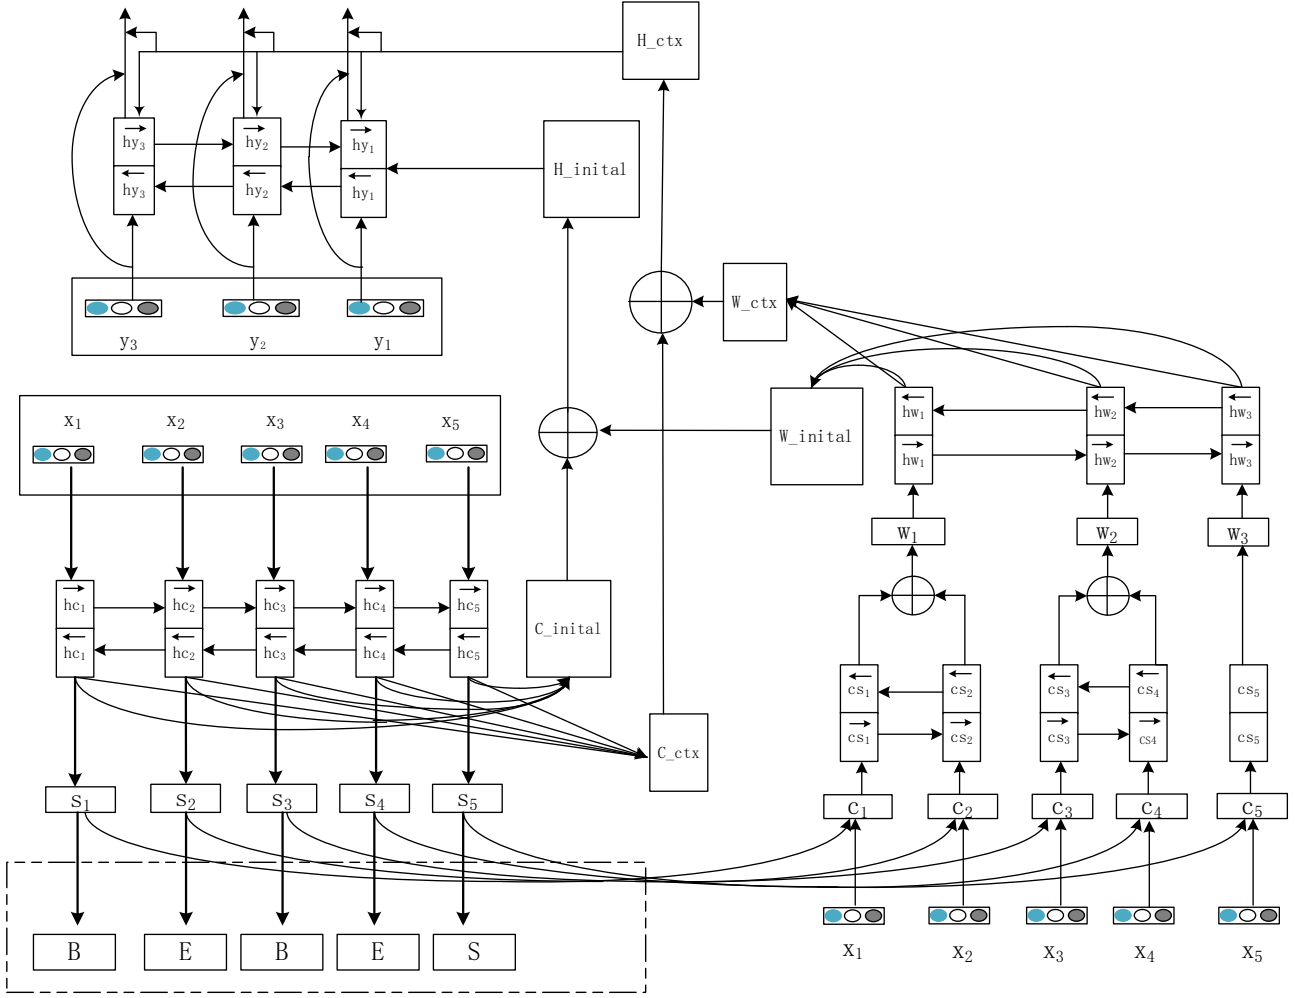 H_ctx
hy₃ hy₂ hy₁
H_inital
hy₃ hy₂ hy₁
W_ctx
y₃ y₂ y₁
x₁ x₂ x₃ x₄ x₅
hw₁ hw₂ hw₃
W_inital
hw₁ hw₂ hw₃
W₁ W₂ W₃
hc₁ hc₂ hc₃ hc₄ hc₅
C_inital
hc₁ hc₂ hc₃ hc₄ hc₅
cs₁ cs₂ cs₃ cs₄ cs₅
cs₁ cs₂ cs₃ cs4 cs₅
C_ctx
S₁ S₂ S₃ S₄ S₅
C₁ C₂ C₃ C₄ C₅
B E B E S
X₁ X₂ X₃ X₄ X₅